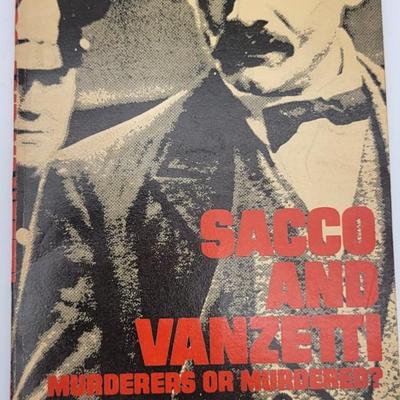 SACCO
AND
VANZETTI
MURDERERS OR MURDERED?